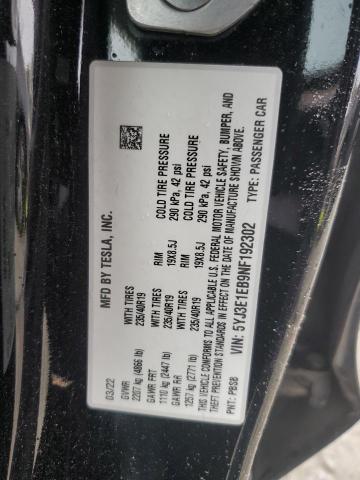 MFD BY TESLA, INC.
03/22
GVWR
2207 kg (4866 lb)
GAWR FRT WITH TIRES RIM COLD TIRE PRESSURE
1110 kg (2447 lb) 235/40R19 19X8.5J 290 kPa, 42 psi
GAWR RR WITH TIRES RIM COLD TIRE PRESSURE
1257 kg (2771 lb) 235/40R19 19X8.5J 290 kPa, 42 psi
THIS VEHICLE CONFORMS TO ALL APPLICABLE U.S. FEDERAL MOTOR VEHICLE SAFETY, BUMPER, AND
THEFT PREVENTION STANDARDS IN EFFECT ON THE DATE OF MANUFACTURE SHOWN ABOVE.
PNT: PBSB VIN: 5YJ3E1EB9NF192302 TYPE: PASSENGER CAR